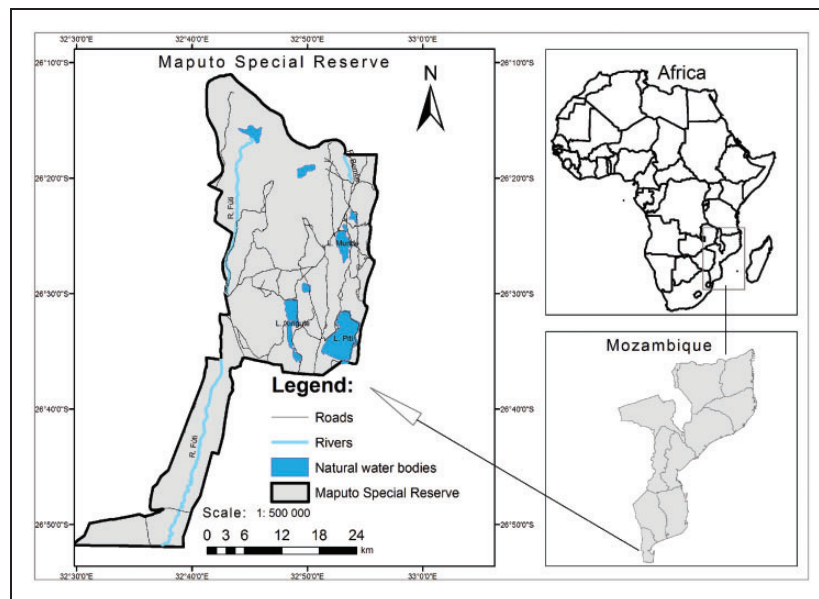 32°30'0"E
32°40'0"E
32°50'0"E
33°0'0"E
Maputo Special Reserve
N
26°10'0"S
26°20'0"S
26°30'0"S
26°40'0"S
26°50'0"S
26°10'0"S
26°20'0"S
26°30'0"S
26°40'0"S
26°50'0"S
R. Fúti
L. Piti
R. Fúti
Legend:
Roads
Rivers
Natural water bodies
Maputo Special Reserve
Scale: 1: 500 000
0 3 6 12 18 24
km
32°30'0"E
32°40'0"E
32°50'0"E
33°0'0"E
Africa
Mozambique